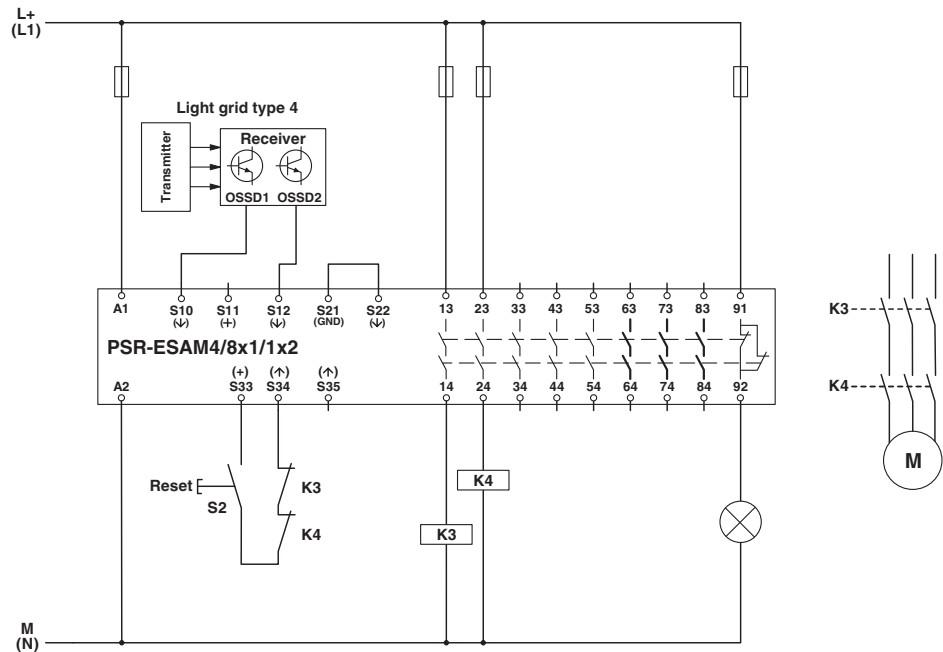 L+
(L1)
Light grid type 4
Transmitter
Receiver
OSSD1 OSSD2
A1 S10 S11 S12 S21 S22 13 23 33 43 53 63 73 83 91
(↓) (+) (↓) (GND) (↓)
PSR-ESAM4/8x1/1x2
(+) (↑) (↑)
A2 S33 S34 S35 14 24 34 44 54 64 74 84 92
K3
K4
M
Reset
S2
K3
K4
K4
K3
M
(N)